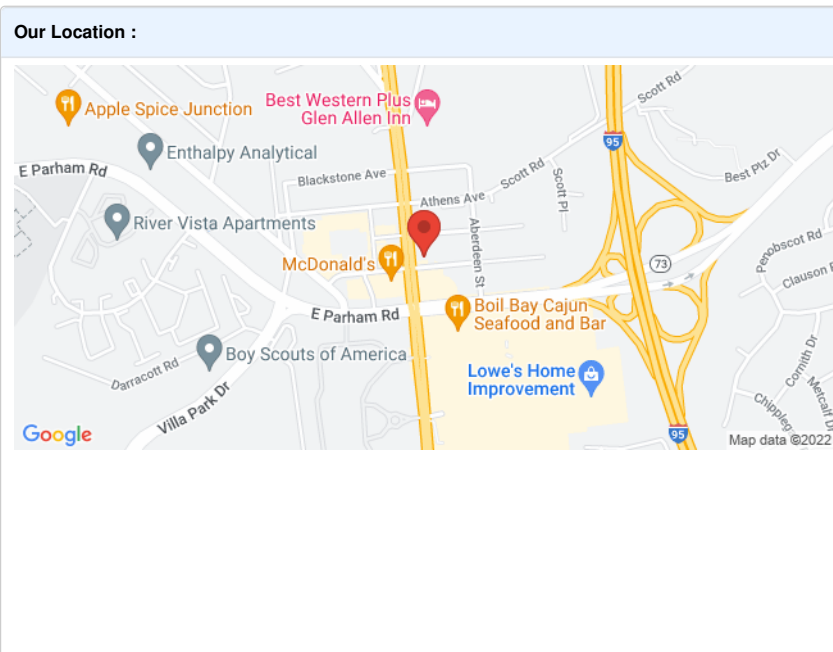 Our Location :
Scott Rd
Apple Spice Junction
Best Western Plus
Glen Allen Inn
95
Enthalpy Analytical
E Parham Rd
Blackstone Ave
Scott Rd
Best Plz Dr
Scott Pl
Athens Ave
River Vista Apartments
Aberdeen St
Penobscot Rd
McDonald's
73
Clauson R
Boil Bay Cajun
Seafood and Bar
E Parham Rd
Boy Scouts of America
Cornith Dr
Darracott Rd
Lowe's Home
Improvement
Metcalf D
Villa Park Dr
Chippleg
Google
95
Map data ©2022